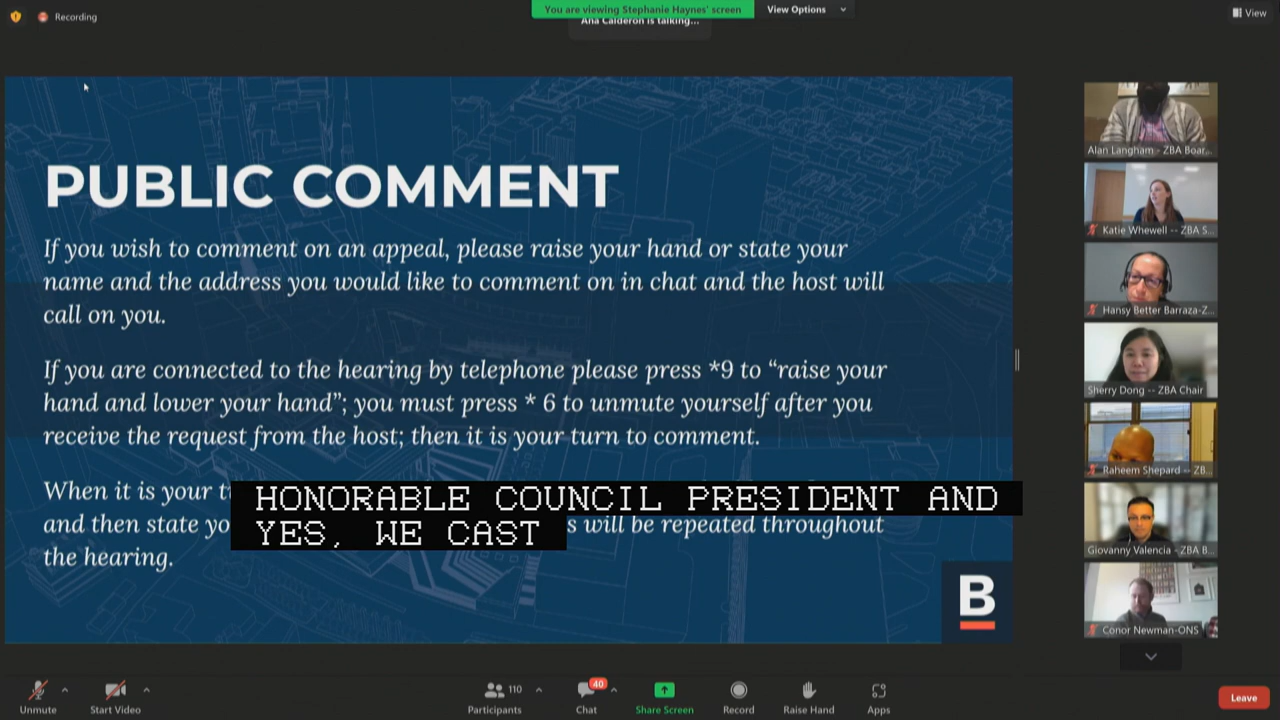 Recording
You are viewing Stephanie Haynes' screen
View Options
View
Ana Calderon is talking...
PUBLIC COMMENT
If you wish to comment on an appeal, please raise your hand or state your
name and the address you would like to comment on in chat and the host will
call on you.
If you are connected to the hearing by telephone please press *9 to “raise your
hand and lower your hand”; you must press * 6 to unmute yourself after you
receive the request from the host; then it is your turn to comment.
When it is your
and then state will be repeated throughout
the hearing.
HONORABLE COUNCIL PRESIDENT AND
YES, WE CAST
B
Alan Langham - ZBA Boar...
Katie Whewell -- ZBA S...
Hansy Better Barraza-Z...
Sherry Dong -- ZBA Chair
Raheem Shepard -- ZB...
Giovanny Valencia - ZBA B...
Conor Newman-ONS
Unmute
Start Video
110
Participants
40
Chat
Share Screen
Record
Raise Hand
Apps
Leave